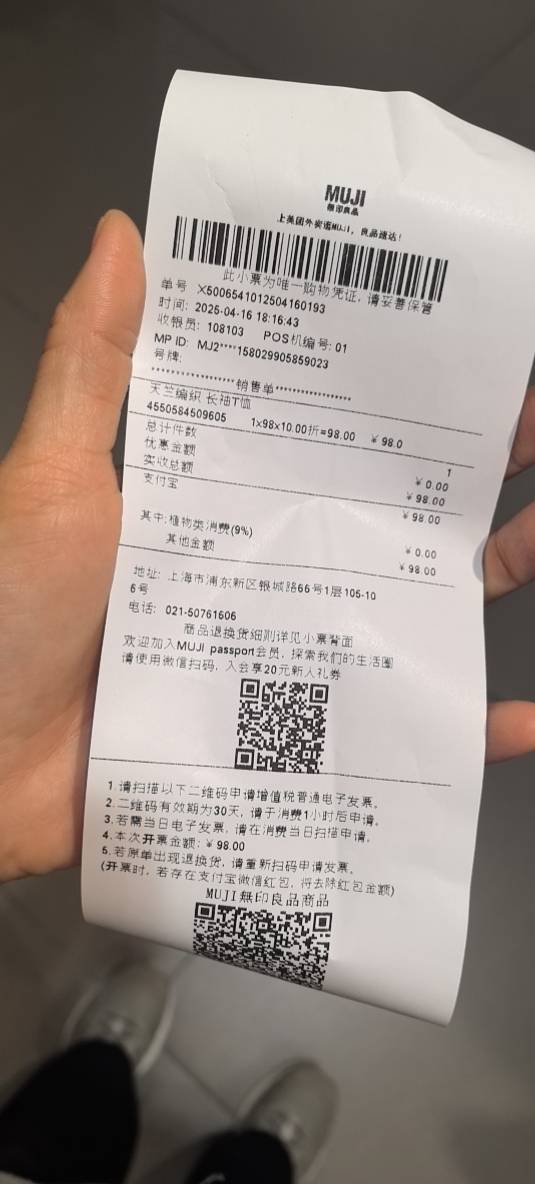 MUJI
無印良品
上美团外卖逛MUJI，良品速达！
此小票为唯一购物凭证，请妥善保管
单号 X5006541012504160193
时间: 2025-04-16 18:16:43
收银员: 108103 POS机编号: 01
MP ID: MJ2****158029905859023
号牌:
******************销售单******************
天竺编织 长袖T恤
4550584509605 1x98x10.00折=98.00 ￥98.0
总计件数 1
优惠金额 ￥0.00
实收总额 ￥98.00
支付宝 ￥98.00
其中:植物类消费(9%) ￥0.00
其他金额 ￥98.00
地址: 上海市浦东新区银城路66号1层105-10
6号
电话: 021-50761606
商品退换货细则详见小票背面
欢迎加入MUJI passport会员，探索我们的生活圈
请使用微信扫码，入会享20元新人礼券
1.请扫描以下二维码申请增值税普通电子发票。
2.二维码有效期为30天，请于消费1小时后申请。
3.若需当日电子发票，请在消费当日扫描申请。
4.本次开票金额: ￥98.00
5.若原单出现退换货，请重新扫码申请发票。
(开票时，若存在支付宝微信红包，将去除红包金额)
MUJI無印良品商品